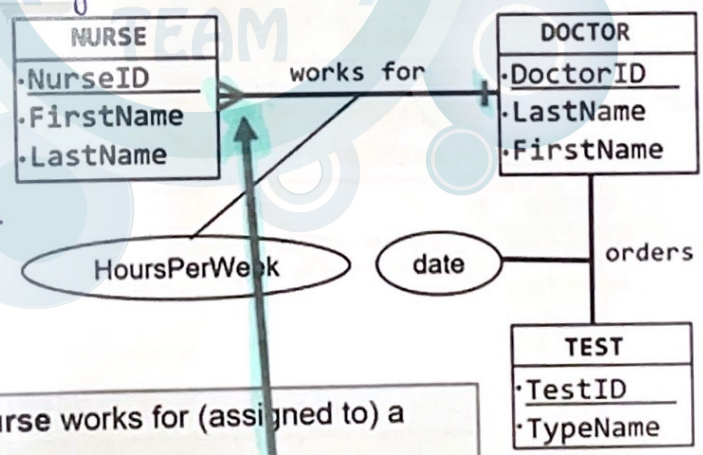 TEAM
NURSE
·NurseID
·FirstName
·LastName
works for
DOCTOR
·DoctorID
·LastName
·FirstName
HoursPerWeek
date
orders
TEST
·TestID
·TypeName
works for (assigned to) a